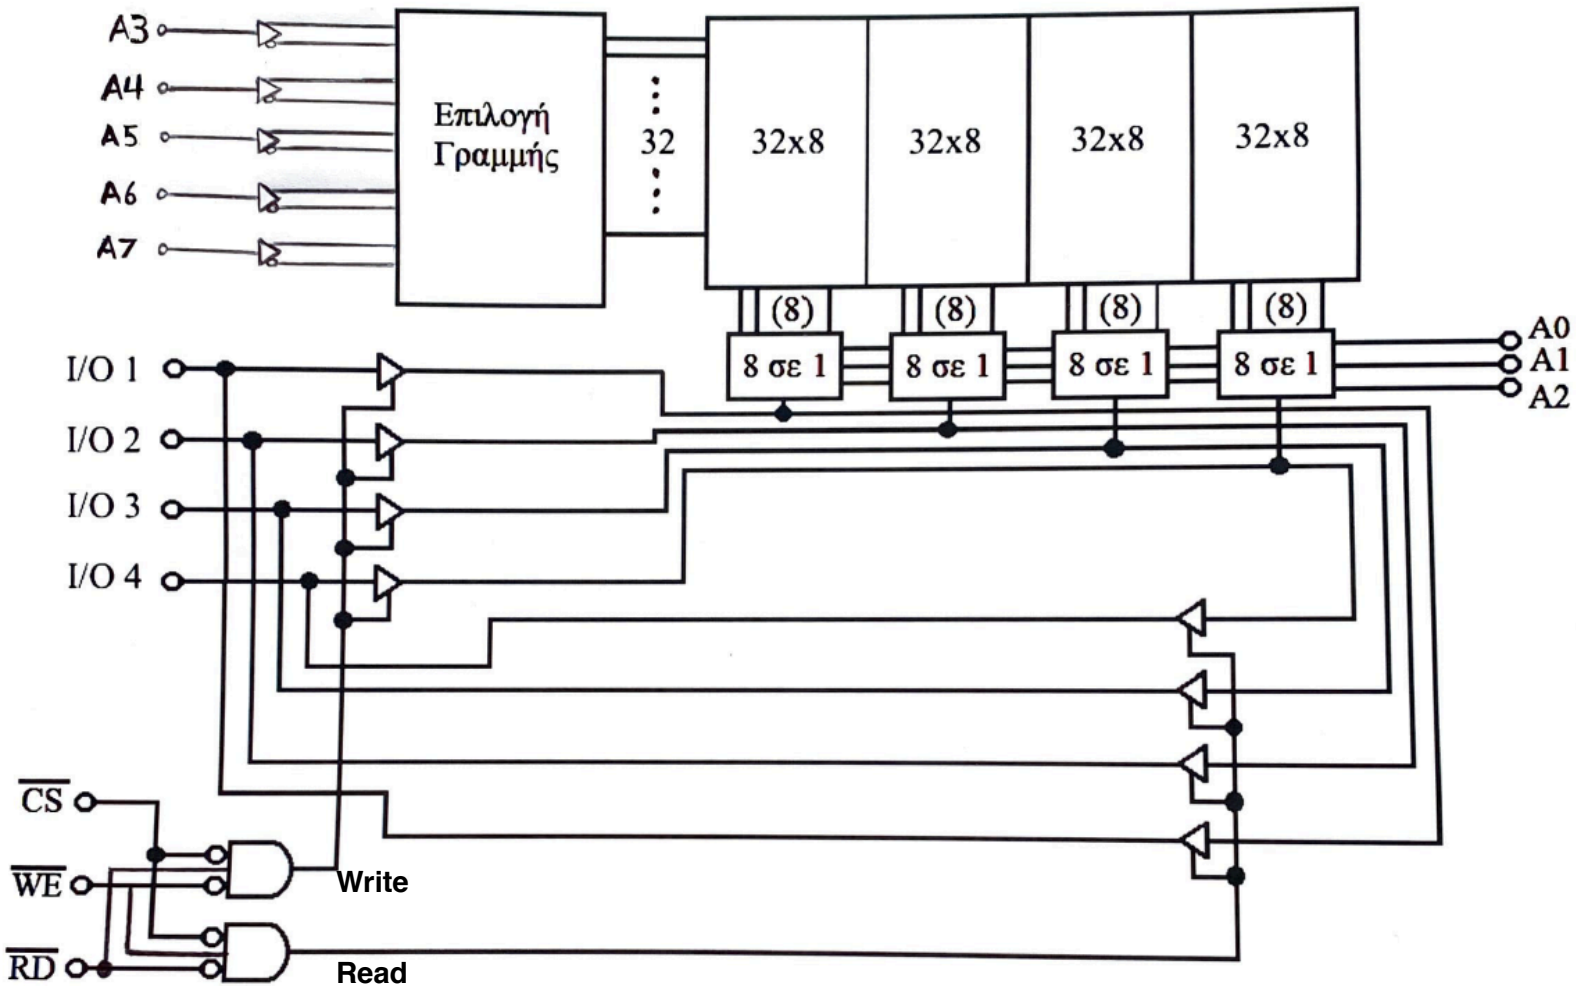 A3
A4
A5
A6
A7
Επιλογή
Γραμμής
32
32x8
32x8
32x8
32x8
(8)
(8)
(8)
(8)
8 σε 1
8 σε 1
8 σε 1
8 σε 1
A0
A1
A2
I/O 1
I/O 2
I/O 3
I/O 4
CS
WE
RD
Write
Read